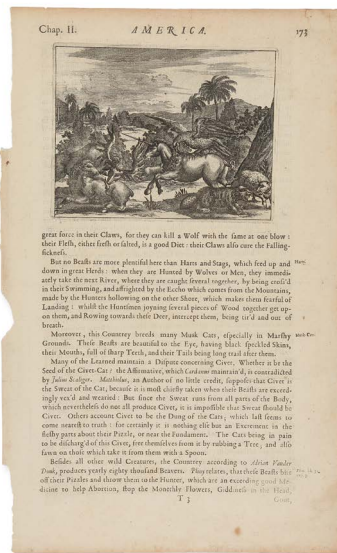 Chap. II. AMERICA. 173
great force in their Claws, for they can kill a Wolf with the same at one blow:
their Flesh, either fresh or salted, is a good Diet: their Claws also cure the Falling-
sickness.
But no Beasts are more plentiful here than Harts and Stags, which feed up and
down in great Herds: when they are Hunted by Wolves or Men, they immedi-
ately take the next River, where they are caught several together, by being cross'd
in their Swimming, and affrighted by the Echo which comes from the Mountains,
made by the Hunters hollowing on the other Shore, which makes them fearful of
Landing: whilst the Huntsmen joyning several pieces of Wood together get up-
on them, and Rowing towards their Deer, intercept them, being tir'd and out of
breath.
Moreover, this Countrey breeds many Musk Cats, especially in Marshy
Grounds. These Beasts are beautiful to the Eye, having black speckled Skins,
their Mouths, full of sharp Teeth, and their Tails being long trail after them.
Many of the Learned maintain a Dispute concerning Civet, Whether it be the
Seed of the Civet-Cat? the Affirmative, which Cardanus maintain'd, is contradicted
by Julius Scaliger. Matthiolus, an Author of no little credit, supposes that Civet is
the Sweat of the Cat, because it is most chiefly taken when these Beasts are exceed-
ingly vex'd and wearied: But since the Sweat runs from all parts of the Body,
which nevertheless do not all produce Civet, it is impossible that Sweat should be
Civet. Others account Civet to be the Dung of the Cats; which last seems to
come nearest to truth: for certainly it is nothing else but an Excrement in the
fleshy parts about their Pizzle, or near the Fundament. The Cats being in pain
to be discharg'd of this Civet, free themselves from it by rubbing a Tree, and also
fawn on those which take it from them with a Spoon.
Besides all other wild Creatures, the Countrey according to Adrian Vander
Donk, produces yearly eighty thousand Beavers. Pliny relates, that these Beasts bite
off their Pizzles and throw them to the Hunter, which are an exceeding good Me-
dicine to help Abortion, stop the Monthly Flowers, Giddiness in the Head,
T 3 Gout,